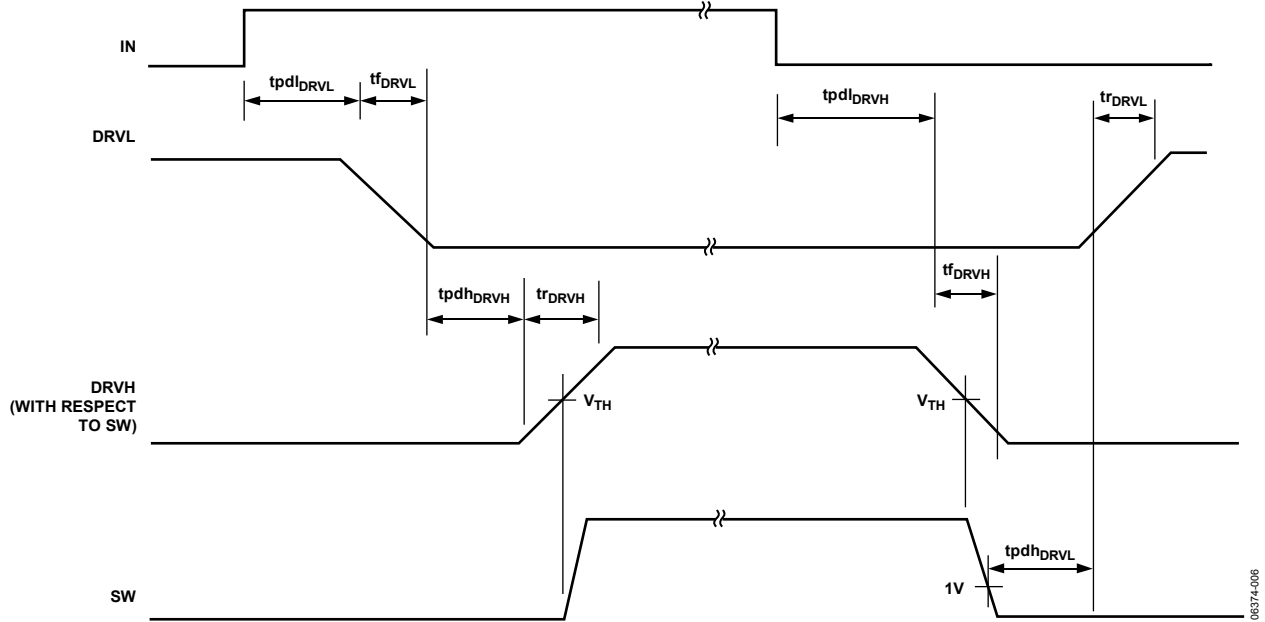 IN
tpdlDRVL
tfDRVL
tpdlDRVH
trDRVL
DRVL
tfDRVH
tpdhDRVH
trDRVH
DRVH
(WITH RESPECT
TO SW)
VTH
VTH
tpdhDRVL
1V
SW
06374-006